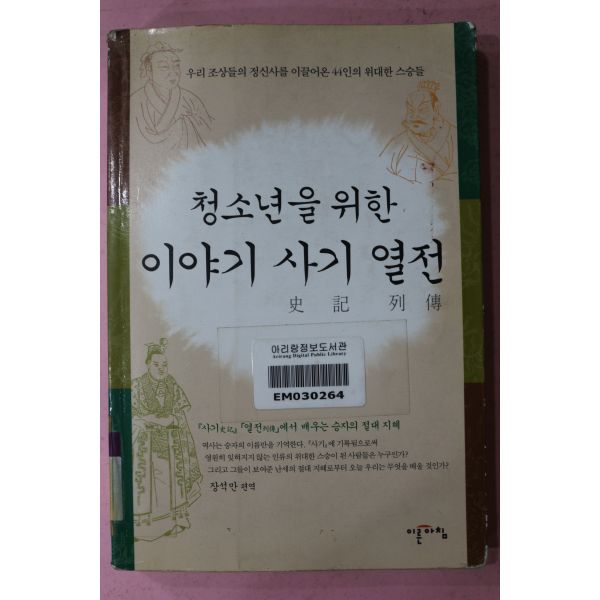 우리 조상들의 정신사를 이끌어온 44인의 위대한 스승들
청소년을 위한
이야기 사기 열전
史記 列傳
아리랑정보도서관
Arirang Digital Public Library
EM030264
『사기史記』『열전列傳』에서 배우는 승자의 절대 지혜
역사는 승자의 이름만을 기억한다. 『사기』에 기록됨으로써
영원히 잊혀지지 않는 인류의 위대한 스승이 된 사람들은 누구인가?
그리고 그들이 보여준 난세의 절대 지혜로부터 오늘 우리는 무엇을 배울 것인가?
장석만 편역
이른아침